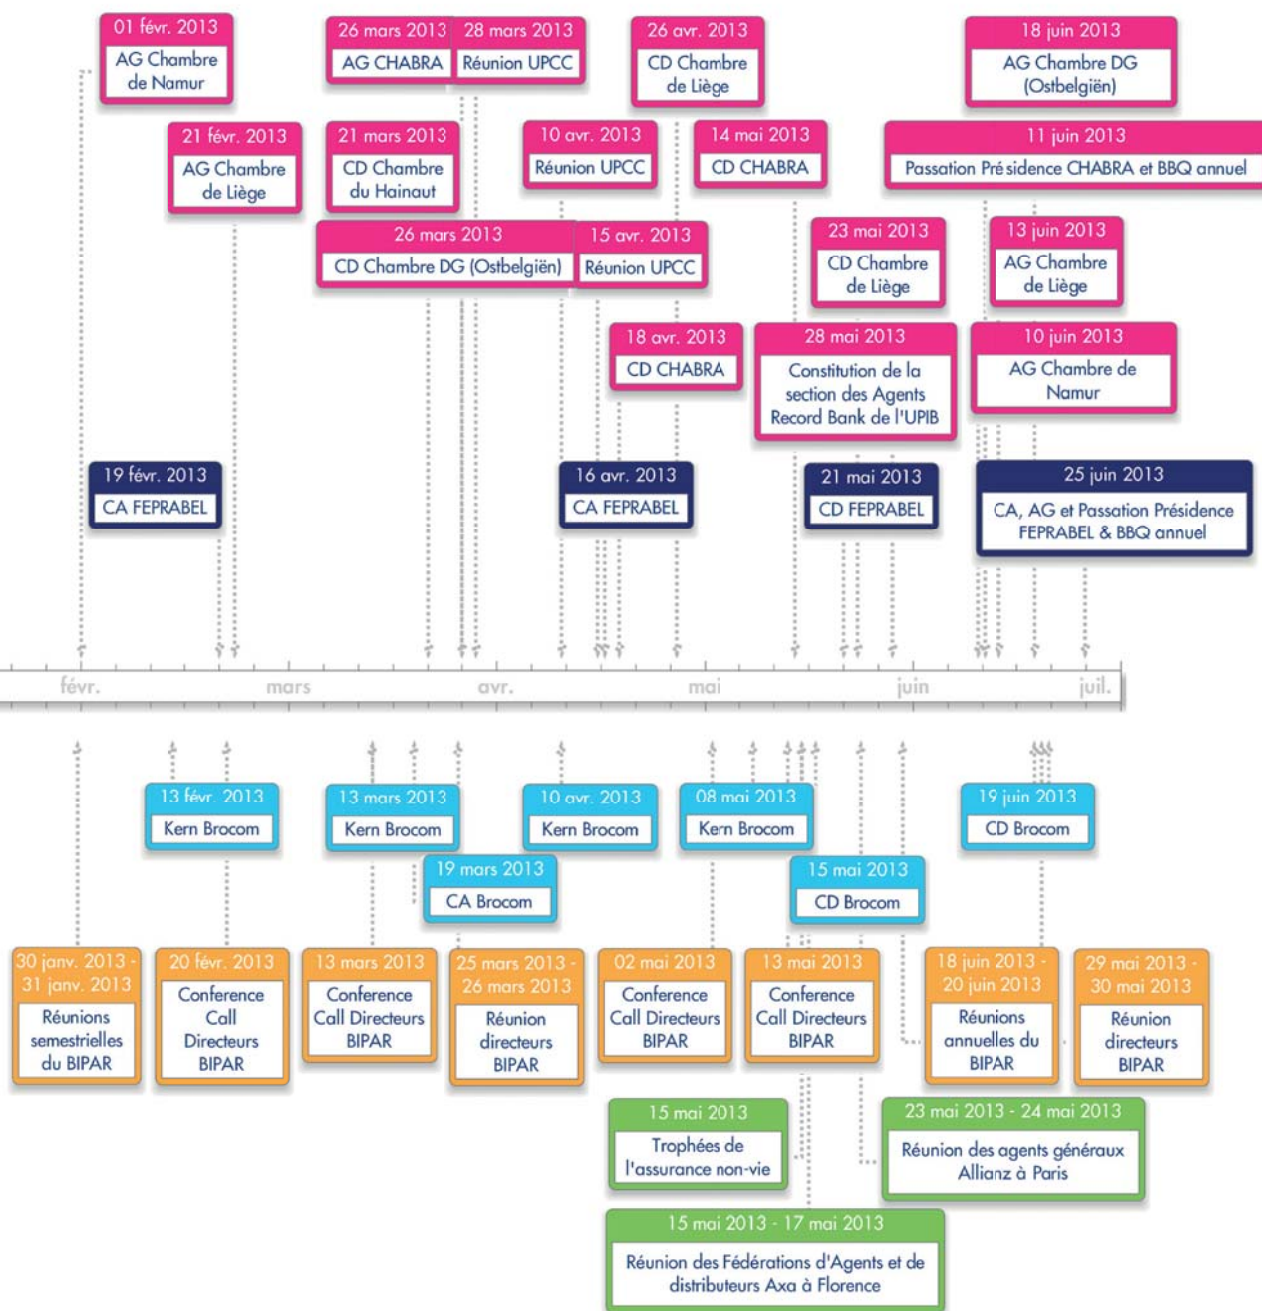 01 févr. 2013
AG Chambre
de Namur
26 mars 2013
AG CHABRA
28 mars 2013
Réunion UPCC
26 avr. 2013
CD Chambre
de Liège
18 juin 2013
AG Chambre DG
(Ostbelgiën)
21 févr. 2013
AG Chambre
de Liège
21 mars 2013
CD Chambre
du Hainaut
10 avr. 2013
Réunion UPCC
14 mai 2013
CD CHABRA
11 juin 2013
Passation Présidence CHABRA et BBQ annuel
26 mars 2013
CD Chambre DG (Ostbelgiën)
15 avr. 2013
Réunion UPCC
23 mai 2013
CD Chambre
de Liège
13 juin 2013
AG Chambre
de Liège
18 avr. 2013
CD CHABRA
28 mai 2013
Constitution de la
section des Agents
Record Bank de l'UPIB
10 juin 2013
AG Chambre de
Namur
19 févr. 2013
CA FEPRABEL
16 avr. 2013
CA FEPRABEL
21 mai 2013
CD FEPRABEL
25 juin 2013
CA, AG et Passation Présidence
FEPRABEL & BBQ annuel
févr. mars avr. mai juin juil.
13 févr. 2013
Kern Brocom
13 mars 2013
Kern Brocom
10 avr. 2013
Kern Brocom
08 mai 2013
Kern Brocom
19 juin 2013
CD Brocom
19 mars 2013
CA Brocom
15 mai 2013
CD Brocom
30 janv. 2013 -
31 janv. 2013
Réunions
semestrielles
du BIPAR
20 févr. 2013
Conference
Call
Directeurs
BIPAR
13 mars 2013
Conference
Call Directeurs
BIPAR
25 mars 2013 -
26 mars 2013
Réunion
directeurs
BIPAR
02 mai 2013
Conference
Call Directeurs
BIPAR
13 mai 2013
Conference
Call Directeurs
BIPAR
18 juin 2013 -
20 juin 2013
Réunions
annuelles du
BIPAR
29 mai 2013 -
30 mai 2013
Réunion
directeurs
BIPAR
15 mai 2013
Trophées de
l'assurance non-vie
23 mai 2013 - 24 mai 2013
Réunion des agents généraux
Allianz à Paris
15 mai 2013 - 17 mai 2013
Réunion des Fédérations d'Agents et de
distributeurs Axa à Florence